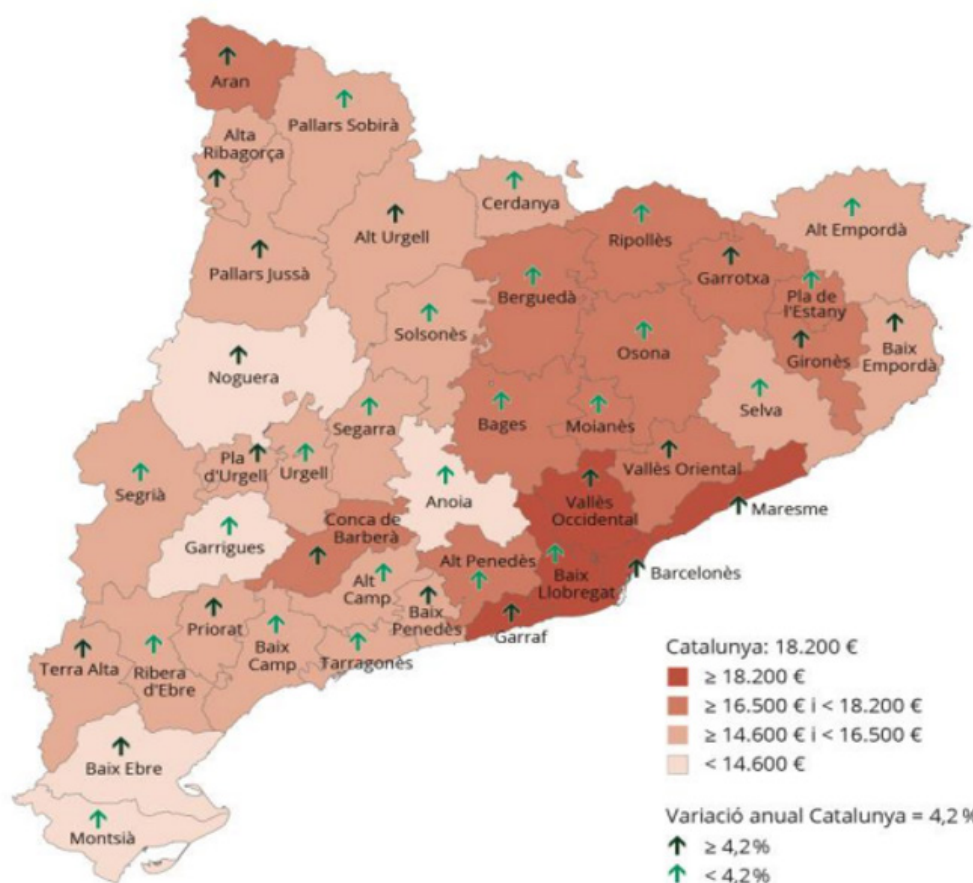 Aran
Pallars Sobirà
Alta
Ribagorça
Cerdanya
Alt Urgell
Ripollès
Alt Empordà
Pallars Jussà
Garrotxa
Berguedà
Pla de
l'Estany
Solsonès
Osona
Gironès
Baix
Empordà
Noguera
Selva
Segarra
Bages
Moianès
Pla
d'Urgell
Urgell
Vallès Oriental
Segrià
Anoia
Vallès
Occidental
Maresme
Conca de
Barberà
Garrigues
Alt Penedès
Baix
Llobregat
Barcelonès
Alt
Camp
Baix
Penedès
Garraf
Priorat
Baix
Camp
Tarragonès
Terra Alta
Ribera
d'Ebre
Baix Ebre
Montsià
Catalunya: 18.200 €
≥ 18.200 €
≥ 16.500 € i < 18.200 €
≥ 14.600 € i < 16.500 €
< 14.600 €
Variació anual Catalunya = 4,2 %
≥ 4,2%
< 4.2%